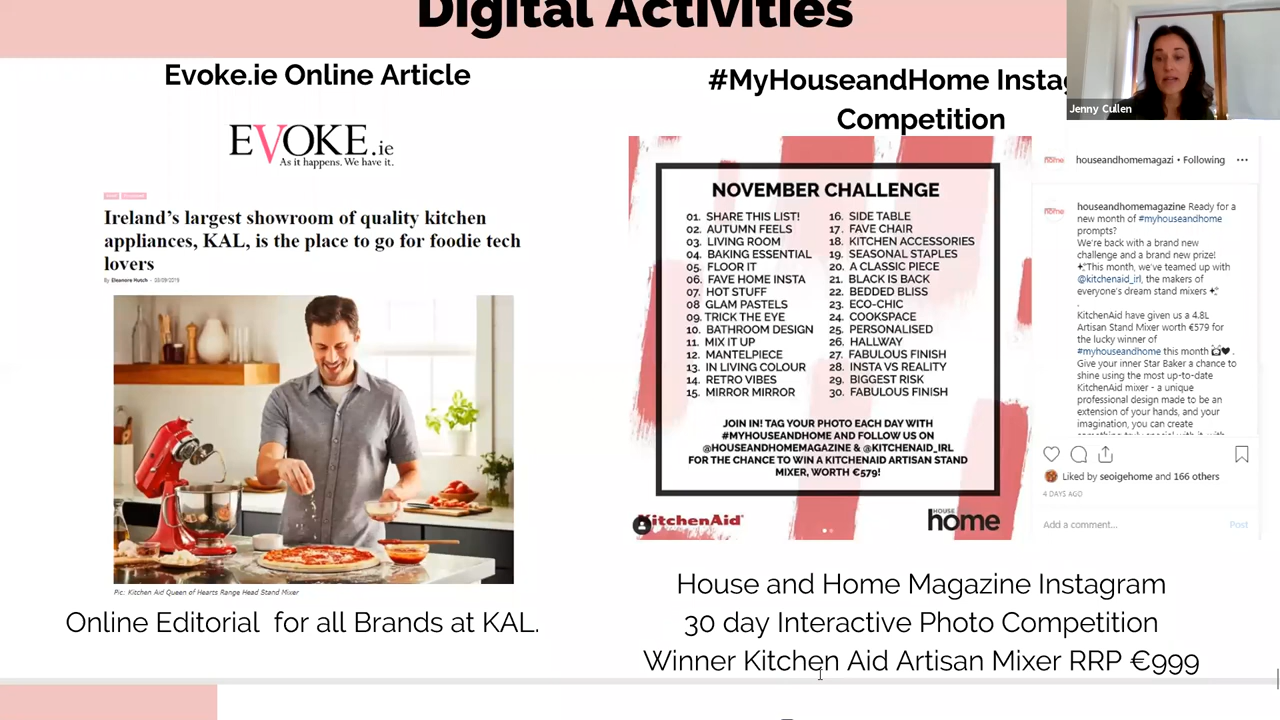 Digital Activities
Jenny Cullen
Evoke.ie Online Article
EVOKE.ie
As it happens. We have it.
Ireland's largest showroom of quality kitchen
appliances, KAL, is the place to go for foodie tech
lovers
By Eleanore Hutch - 03/09/2019
Pic: Kitchen Aid Queen of Hearts Range Head Stand Mixer
Online Editorial for all Brands at KAL.
#MyHouseandHome Instag
Competition
NOVEMBER CHALLENGE
01. SHARE THIS LIST!
02. AUTUMN FEELS
03. LIVING ROOM
04. BAKING ESSENTIAL
05. FLOOR IT
06. FAVE HOME INSTA
07. HOT STUFF
08 GLAM PASTELS
09. TRICK THE EYE
10. BATHROOM DESIGN
11. MIX IT UP
12. MANTELPIECE
13. IN LIVING COLOUR
14. RETRO VIBES
15. MIRROR MIRROR
16. SIDE TABLE
17. FAVE CHAIR
18. KITCHEN ACCESSORIES
19. SEASONAL STAPLES
20. A CLASSIC PIECE
21. BLACK IS BACK
22. BEDDED BLISS
23. ECO-CHIC
24. COOKSPACE
25. PERSONALISED
26. HALLWAY
27. FABULOUS FINISH
28. INSTA VS REALITY
29. BIGGEST RISK
30. FABULOUS FINISH
JOIN IN! TAG YOUR PHOTO EACH DAY WITH
#MYHOUSEANDHOME AND FOLLOW US ON
@HOUSEANDHOMEMAGAZINE & @KITCHENAID_IRL
FOR THE CHANCE TO WIN A KITCHENAID ARTISAN STAND
MIXER, WORTH €579!
KitchenAid
HOUSE
home
home
houseandhomemagazi • Following
home
houseandhomemagazine Ready for a
new month of #myhouseandhome
prompts?
We're back with a brand new
challenge and a brand new prize!
✨This month, we've teamed up with
@kitchenaid_irl, the makers of
everyone's dream stand mixers ✨
.
KitchenAid have given us a 4.8L
Artisan Stand Mixer worth €579 for
the lucky winner of
#myhouseandhome this month 📸🖤.
Give your inner Star Baker a chance to
shine using the most up-to-date
KitchenAid mixer - a unique
professional design made to be an
extension of your hands, and your
imagination, you can create
Liked by seoigehome and 166 others
4 DAYS AGO
Add a comment...
Post
House and Home Magazine Instagram
30 day Interactive Photo Competition
Winner Kitchen Aid Artisan Mixer RRP €999